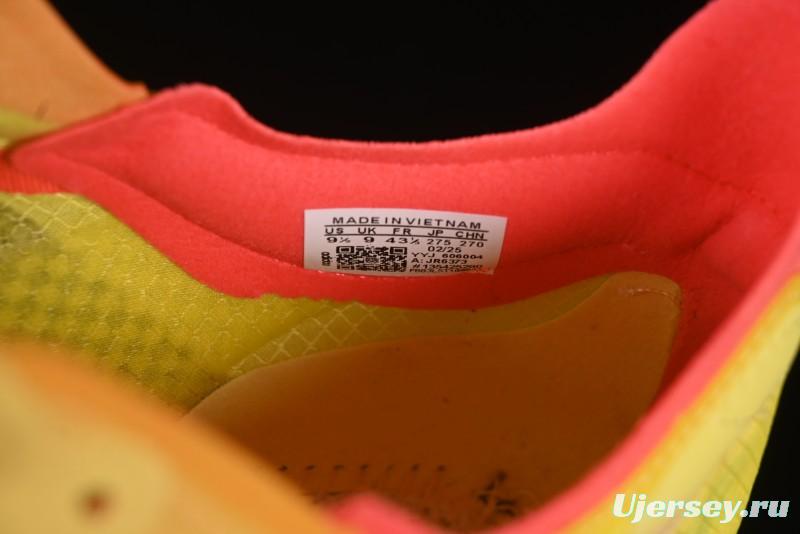 MADE IN VIETNAM
US UK FR JP CHN
9½ 9 43⅓ 275 270
02/25
YYJ 606004
A: JR6373
Ujersey.ru